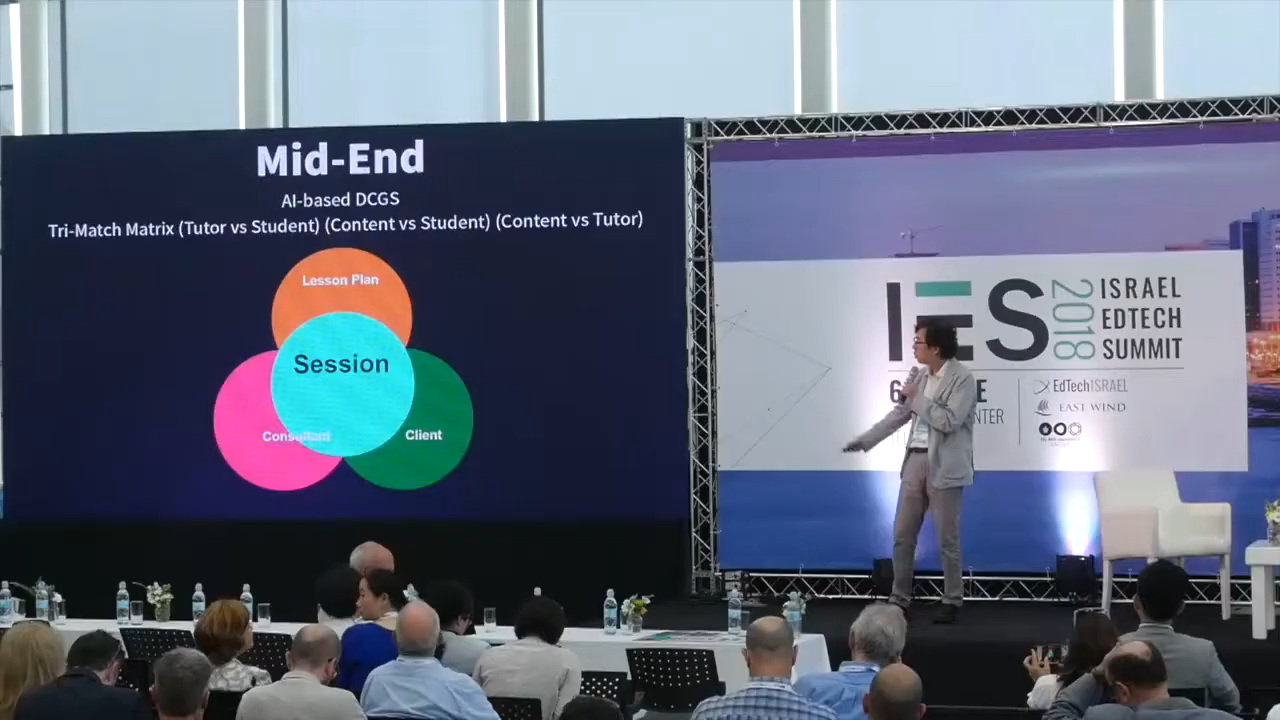 Mid-End
AI-based DCGS
Tri-Match Matrix (Tutor vs Student) (Content vs Student) (Content vs Tutor)
Lesson Plan
Session
Consultant
Client
IES
2018
ISRAEL
EDTECH
SUMMIT
EdTechISRAEL
EAST WIND